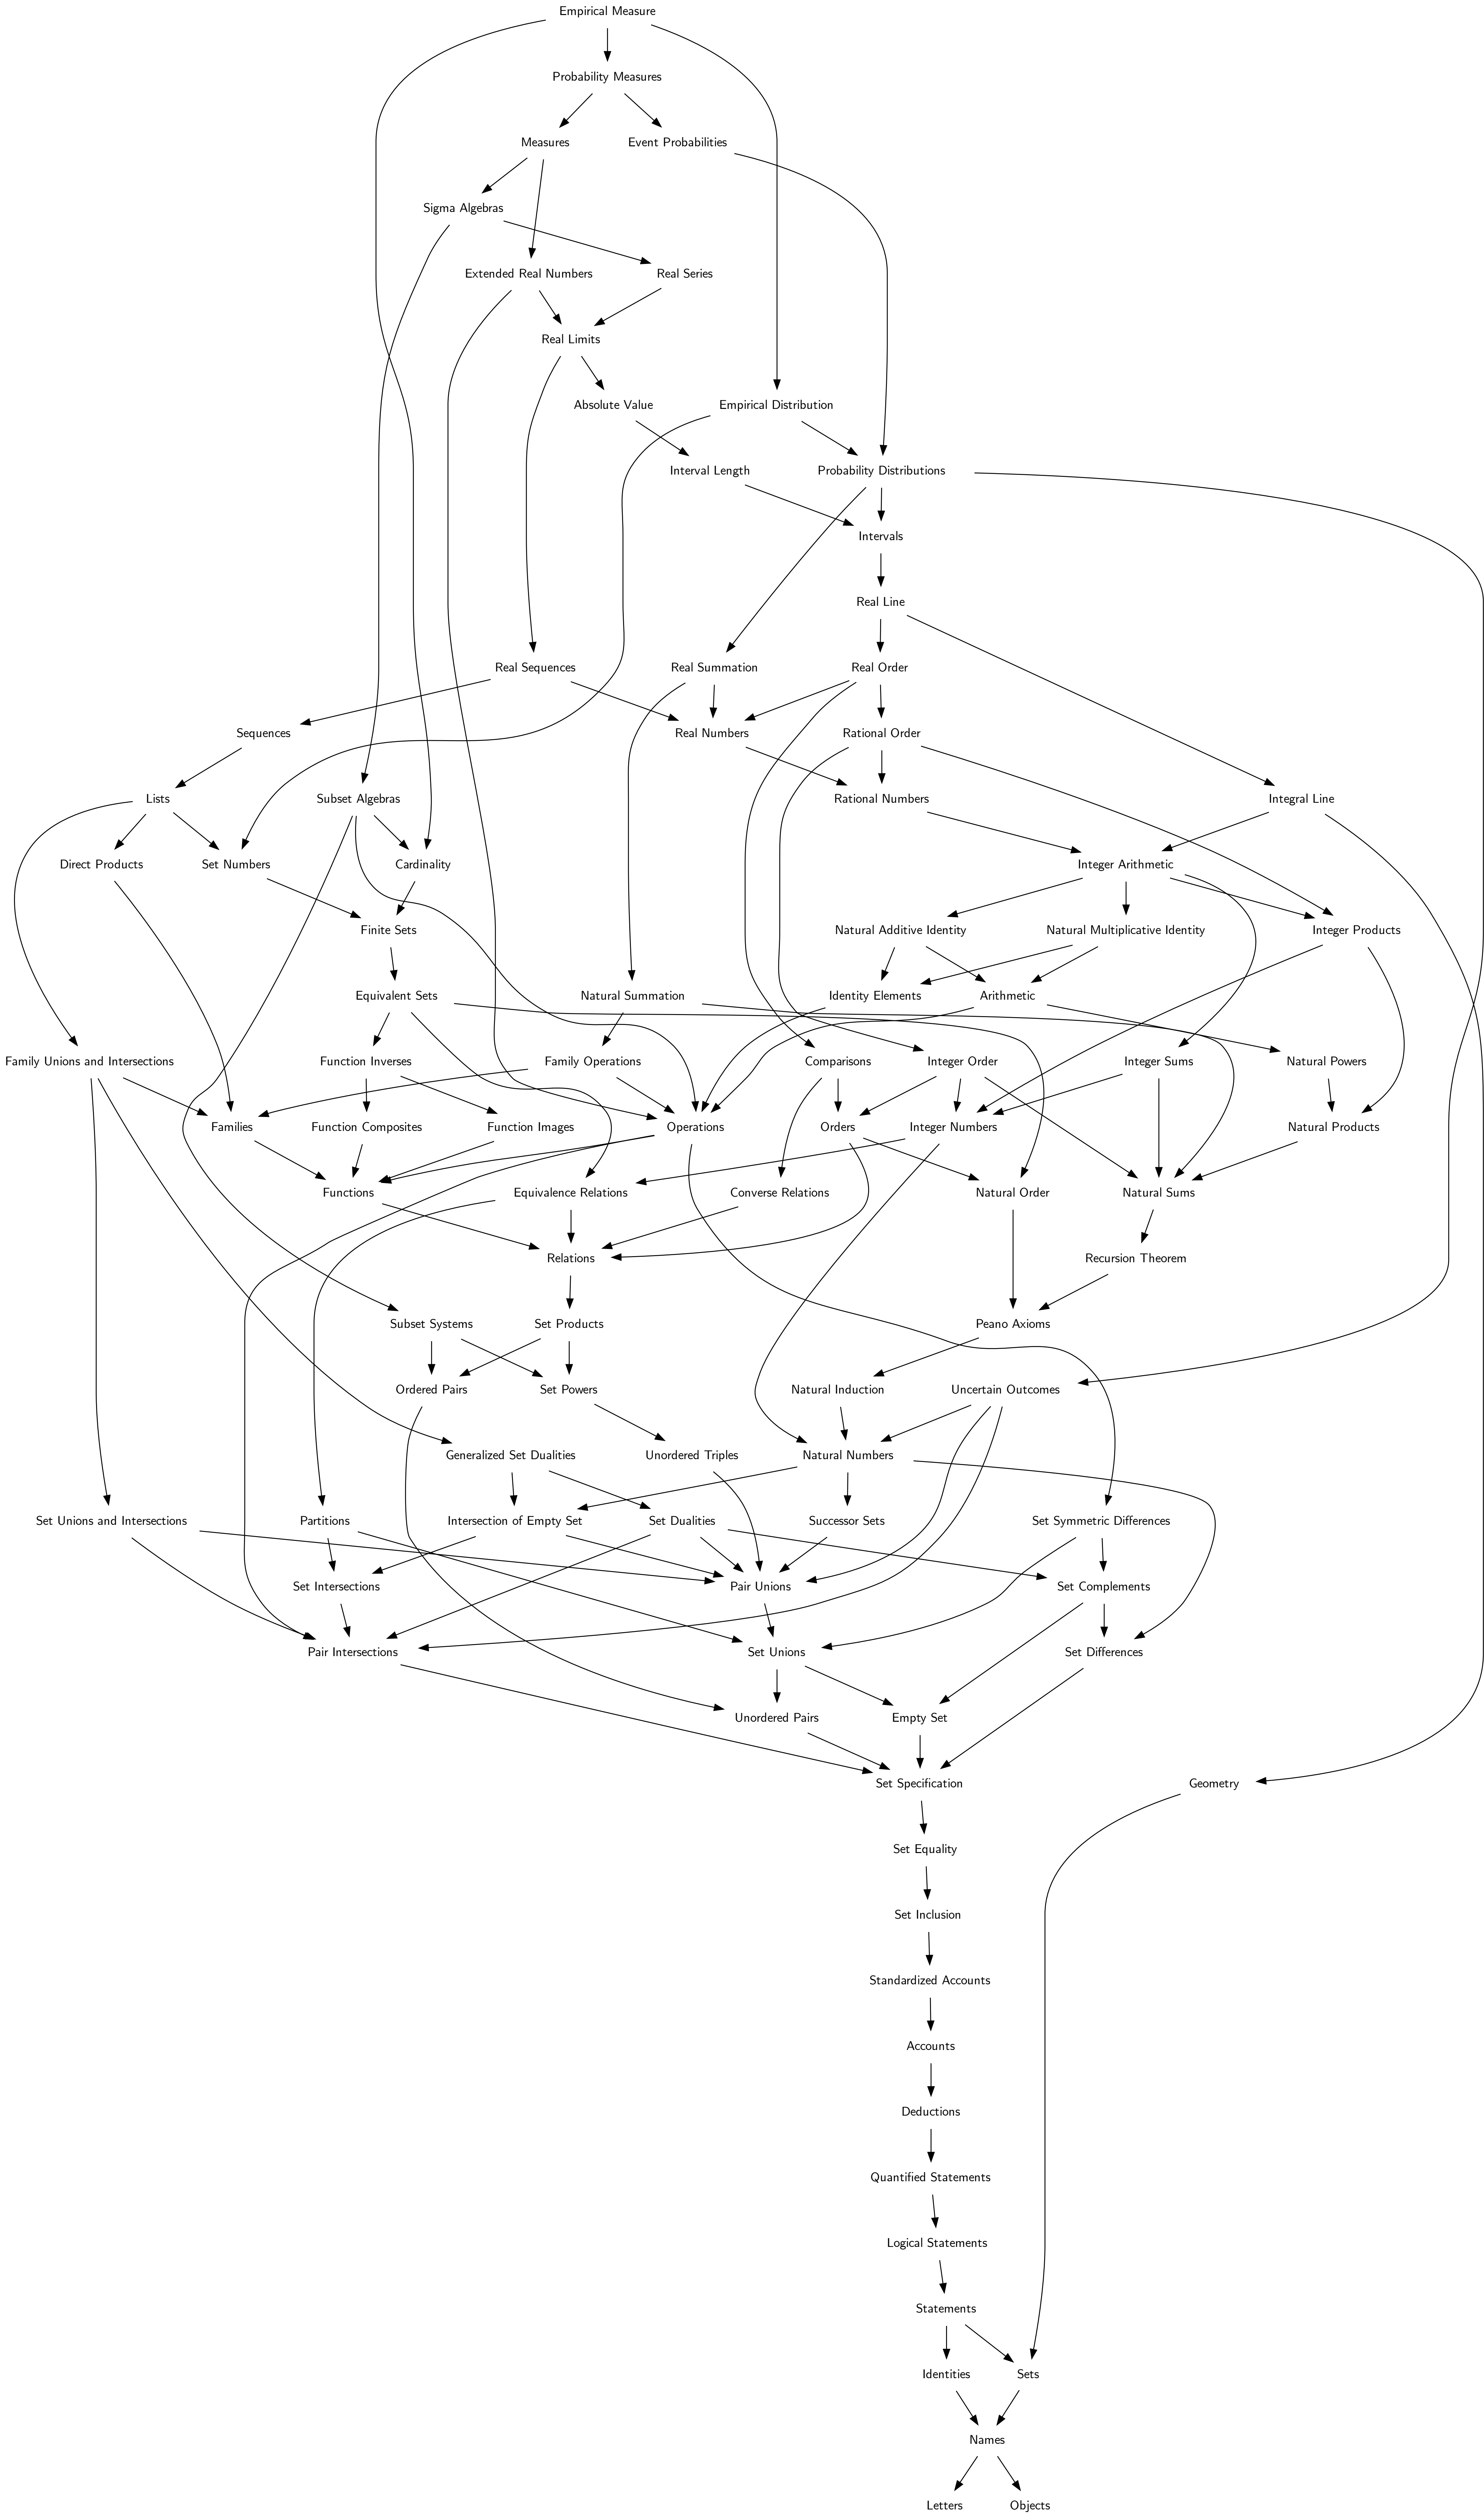 Empirical Measure
Probability Measures
Measures
Event Probabilities
Sigma Algebras
Extended Real Numbers
Real Series
Real Limits
Absolute Value
Empirical Distribution
Interval Length
Probability Distributions
Intervals
Real Line
Real Sequences
Real Summation
Real Order
Sequences
Real Numbers
Rational Order
Lists
Subset Algebras
Rational Numbers
Integral Line
Direct Products
Set Numbers
Cardinality
Integer Arithmetic
Finite Sets
Natural Additive Identity
Natural Multiplicative Identity
Integer Products
Equivalent Sets
Natural Summation
Identity Elements
Arithmetic
Family Unions and Intersections
Function Inverses
Family Operations
Comparisons
Integer Order
Integer Sums
Natural Powers
Families
Function Composites
Function Images
Operations
Orders
Integer Numbers
Natural Products
Functions
Equivalence Relations
Converse Relations
Natural Order
Natural Sums
Relations
Recursion Theorem
Subset Systems
Set Products
Peano Axioms
Ordered Pairs
Set Powers
Natural Induction
Uncertain Outcomes
Generalized Set Dualities
Unordered Triples
Natural Numbers
Set Unions and Intersections
Partitions
Intersection of Empty Set
Set Dualities
Successor Sets
Set Symmetric Differences
Set Intersections
Pair Unions
Set Complements
Pair Intersections
Set Unions
Set Differences
Unordered Pairs
Empty Set
Set Specification
Geometry
Set Equality
Set Inclusion
Standardized Accounts
Accounts
Deductions
Quantified Statements
Logical Statements
Statements
Identities
Sets
Names
Letters
Objects